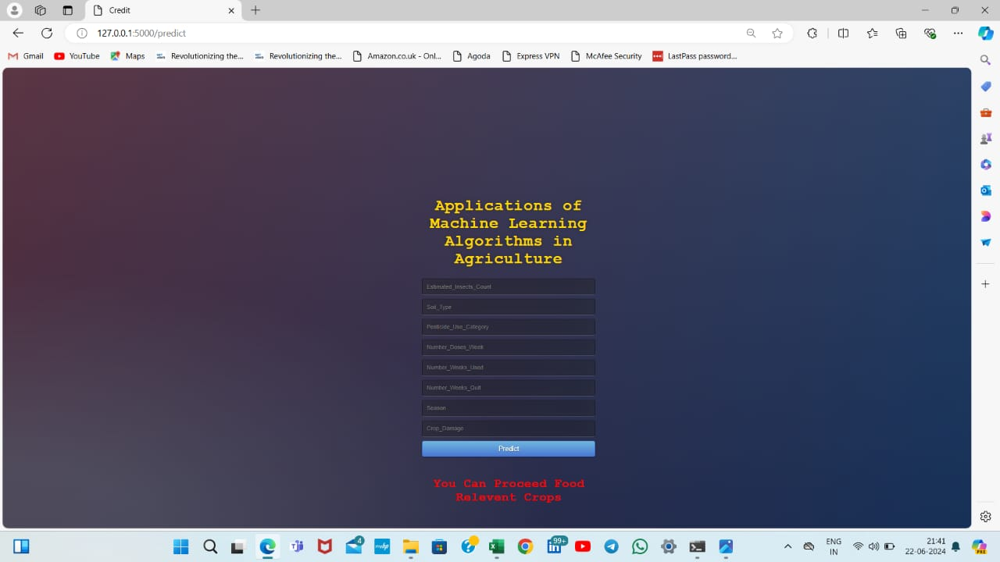 Credit
127.0.0.1:5000/predict
Gmail
YouTube
Maps
Revolutionizing the...
Revolutionizing the...
Amazon.co.uk - Onl...
Agoda
Express VPN
McAfee Security
LastPass password...
Applications of
Machine Learning
Algorithms in
Agriculture
Estimated_Insects_Count
Soil_Type
Pesticide_Use_Category
Number_Doses_Week
Number_Weeks_Used
Number_Weeks_Quit
Season
Crop_Damage
Predict
You Can Proceed Food
Relevent Crops
4
myhp
99+
ENG
IN
21:41
22-06-2024
PRE